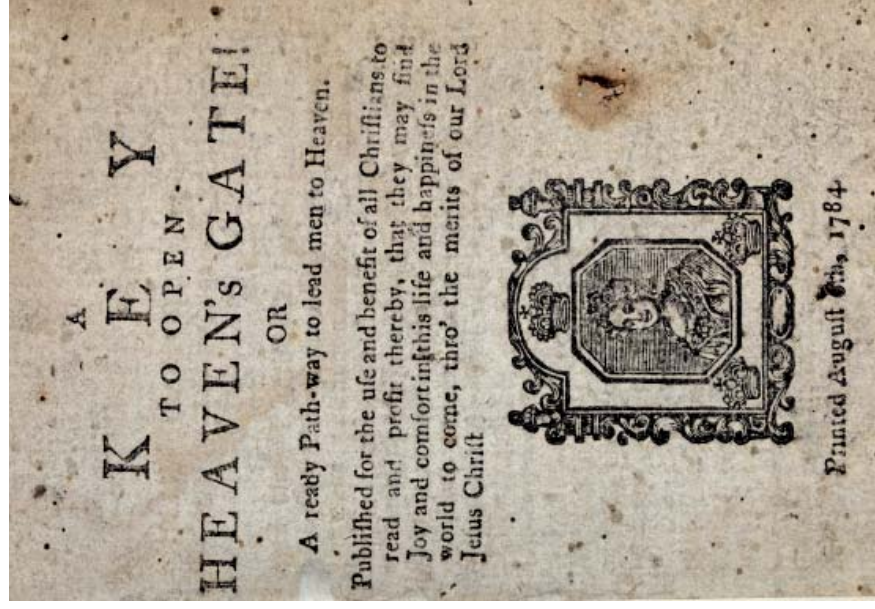 A
K E Y
TO OPEN
HEAVEN's GATE!
OR
A ready Path-way to lead men to Heaven.
Publiſhed for the uſe and benefit of all Chriſtians to
read and profit thereby, that they may find
Joy and comfort in this life and happineſs in the
world to come, thro' the merits of our Lord
Jeſus Chriſt
Printed Auguſt 6th, 1784